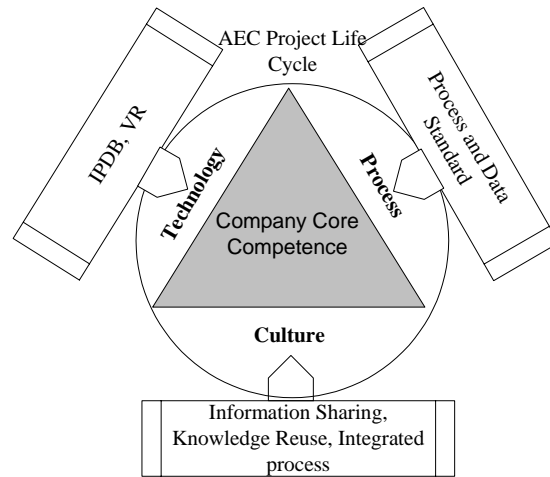 AEC Project Life
Cycle
IPDB, VR
Process and Data
Standard
Technology
Process
Company Core
Competence
Culture
Information Sharing,
Knowledge Reuse, Integrated
process